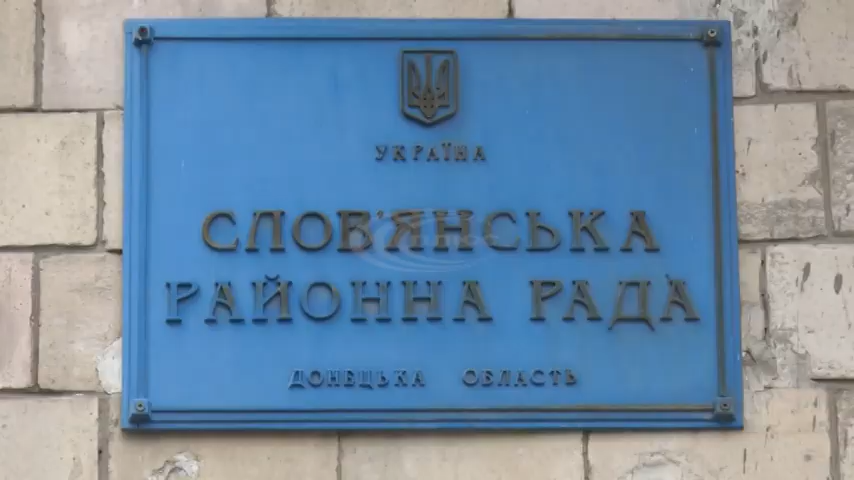 УКРАЇНА
СЛОВ'ЯНСЬКА
РАЙОННА РАДА
ДОНЕЦЬКА ОБЛАСТЬ